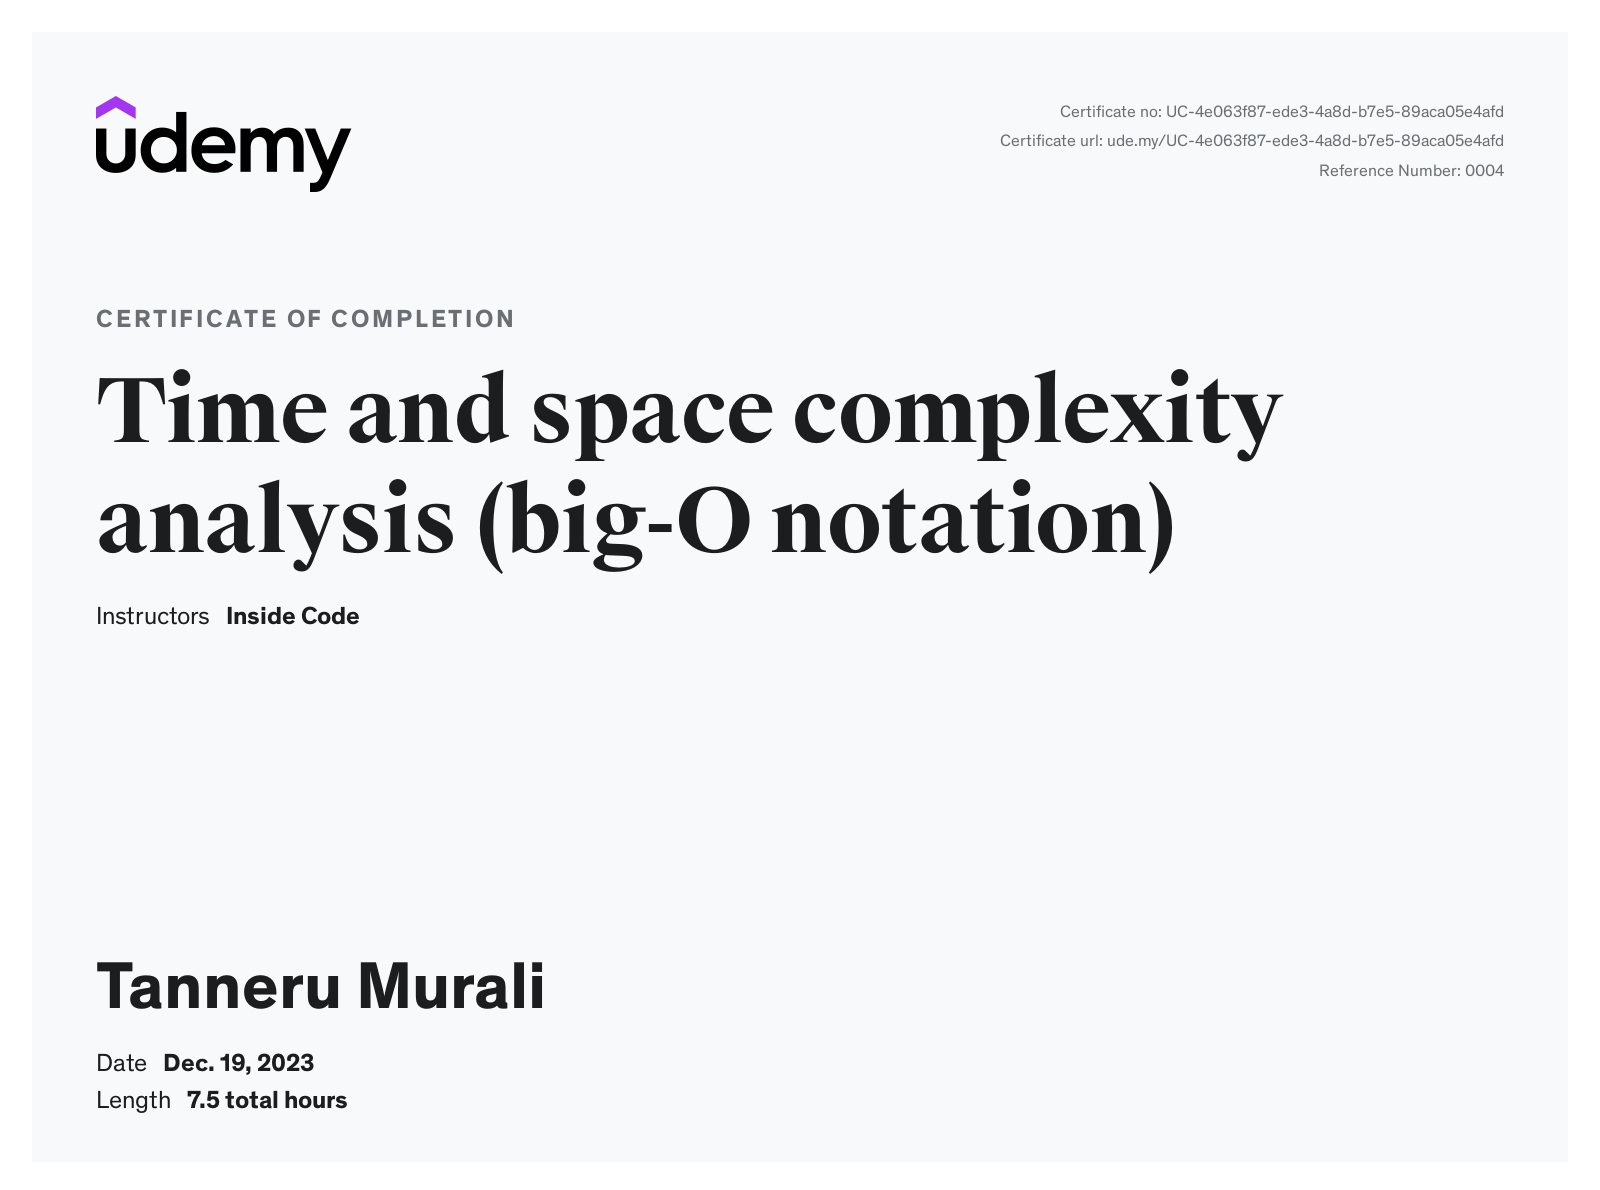 udemy
Certificate no: UC-4e063f87-ede3-4a8d-b7e5-89aca05e4afd
Certificate url: ude.my/UC-4e063f87-ede3-4a8d-b7e5-89aca05e4afd
Reference Number: 0004
CERTIFICATE OF COMPLETION
Time and space complexity
analysis (big-O notation)
Instructors Inside Code
Tanneru Murali
Date Dec. 19, 2023
Length 7.5 total hours